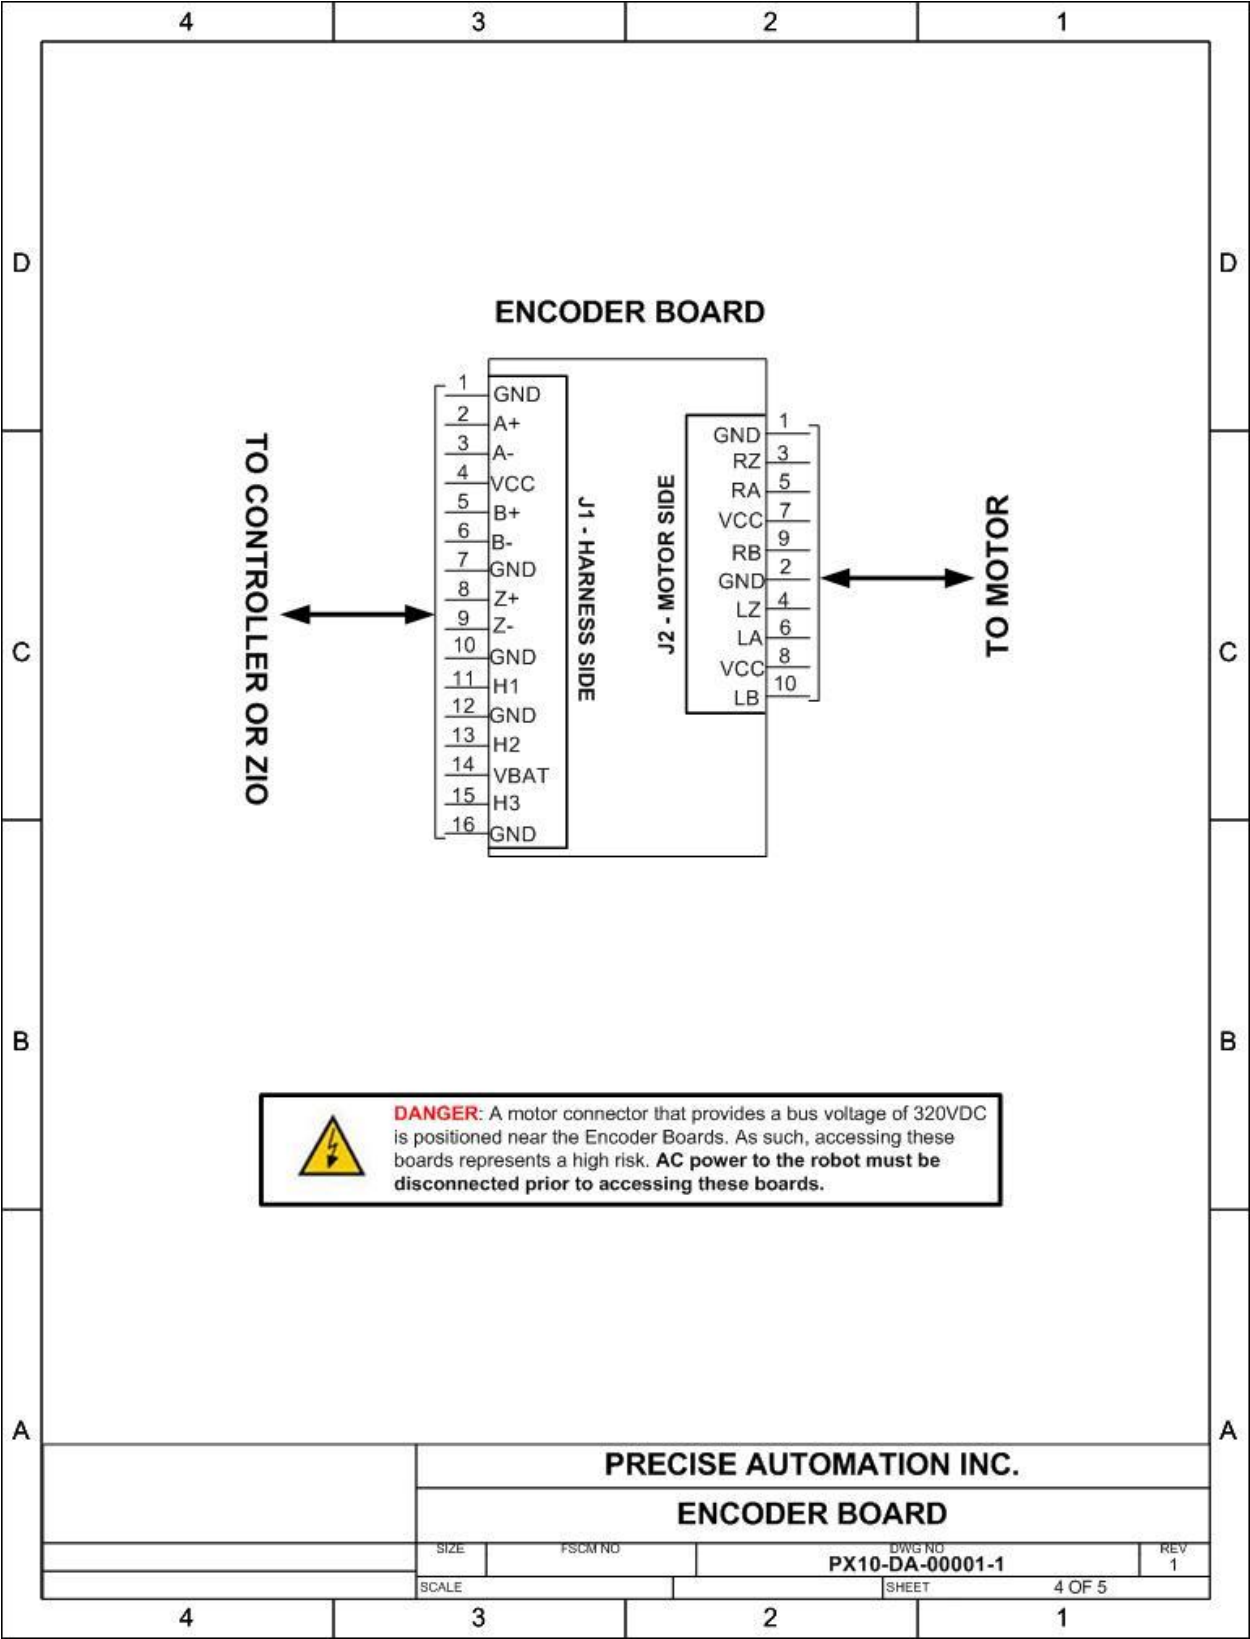 4 3 2 1
D D
ENCODER BOARD
TO CONTROLLER OR ZIO
1 GND
2 A+
3 A-
4 VCC
5 B+
6 B-
7 GND
8 Z+
9 Z-
10 GND
11 H1
12 GND
13 H2
14 VBAT
15 H3
16 GND
J1 - HARNESS SIDE
J2 - MOTOR SIDE
GND 1
RZ 3
RA 5
VCC 7
RB 9
GND 2
LZ 4
LA 6
VCC 8
LB 10
TO MOTOR
C C
B B
DANGER: A motor connector that provides a bus voltage of 320VDC
is positioned near the Encoder Boards. As such, accessing these
boards represents a high risk. AC power to the robot must be
disconnected prior to accessing these boards.
A A
PRECISE AUTOMATION INC.
ENCODER BOARD
SIZE FSCM NO DWG NO REV
PX10-DA-00001-1 1
SCALE SHEET 4 OF 5
4 3 2 1